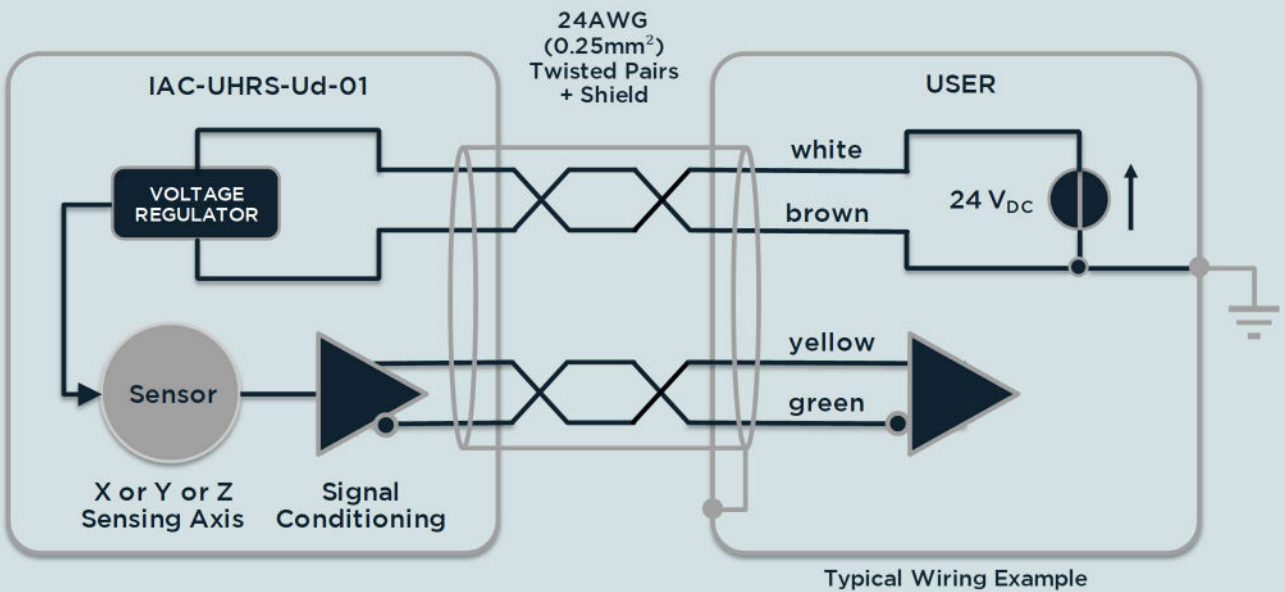 24AWG
(0.25mm²)
Twisted Pairs
+ Shield
IAC-UHRS-Ud-01
USER
VOLTAGE
REGULATOR
white
brown
24 V_DC
yellow
green
Sensor
X or Y or Z
Sensing Axis
Signal
Conditioning
Typical Wiring Example